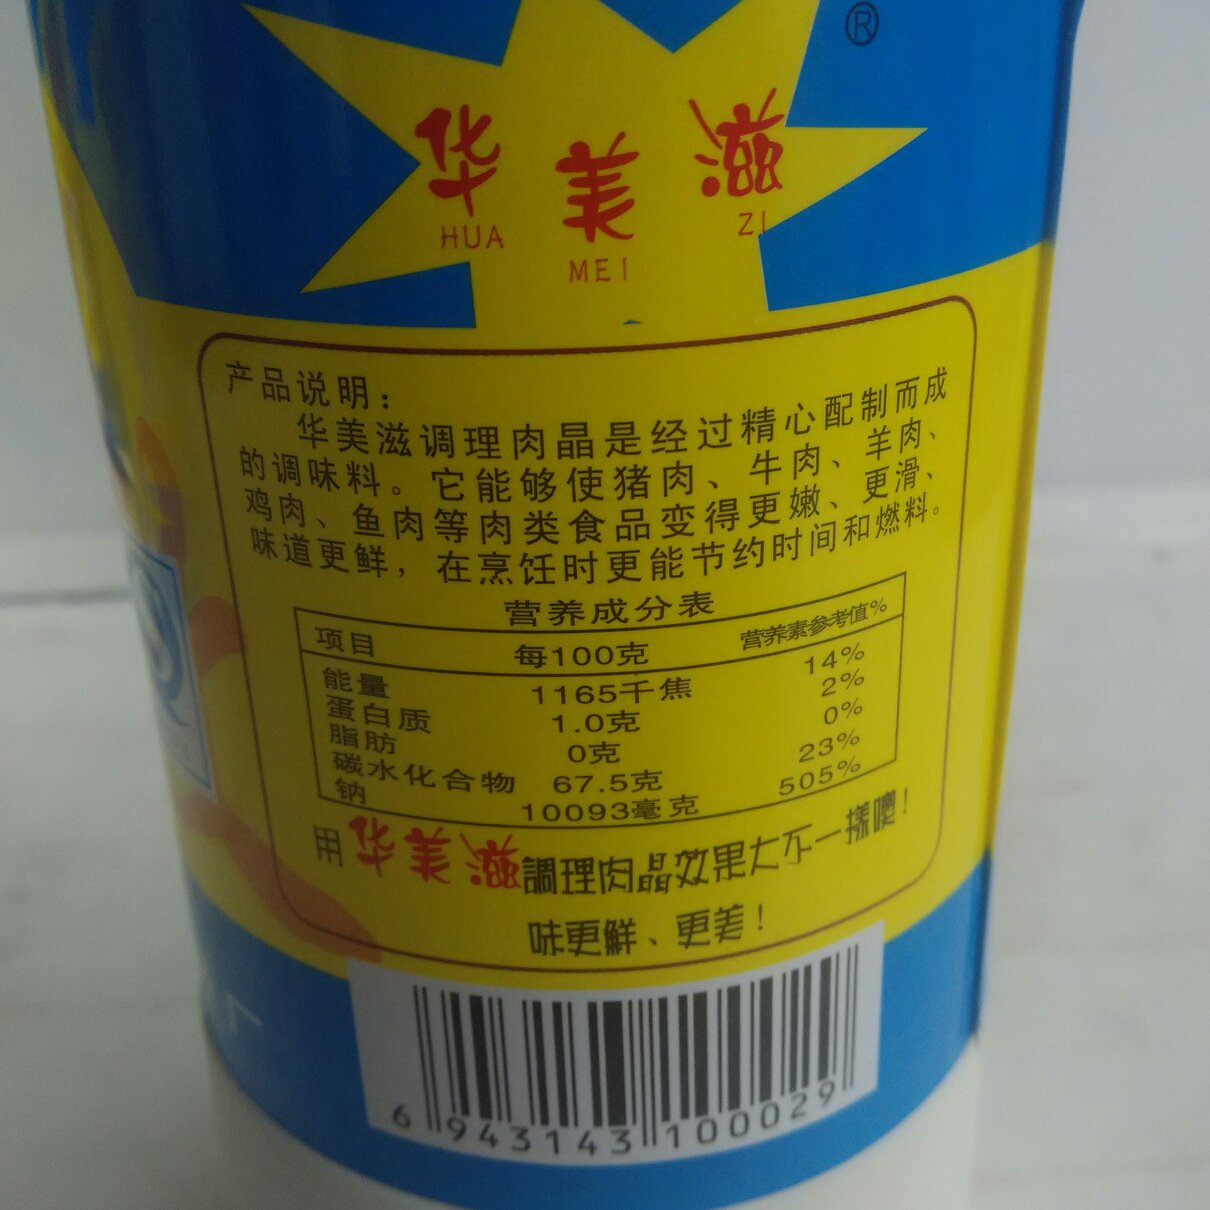 ®
华美滋
HUA MEI ZI
产品说明：
华美滋调理肉晶是经过精心配制而成
的调味料。它能够使猪肉、牛肉、羊肉、
鸡肉、鱼肉等肉类食品变得更嫩、更滑、
味道更鲜，在烹饪时更能节约时间和燃料。
营养成分表
项目 每100克 营养素参考值%
能量 1165千焦 14%
蛋白质 1.0克 2%
脂肪 0克 0%
碳水化合物 67.5克 23%
钠 10093毫克 505%
用华美滋調理肉晶效果大不一樣噢！
味更鮮、更美！
厂
6 943143 100029